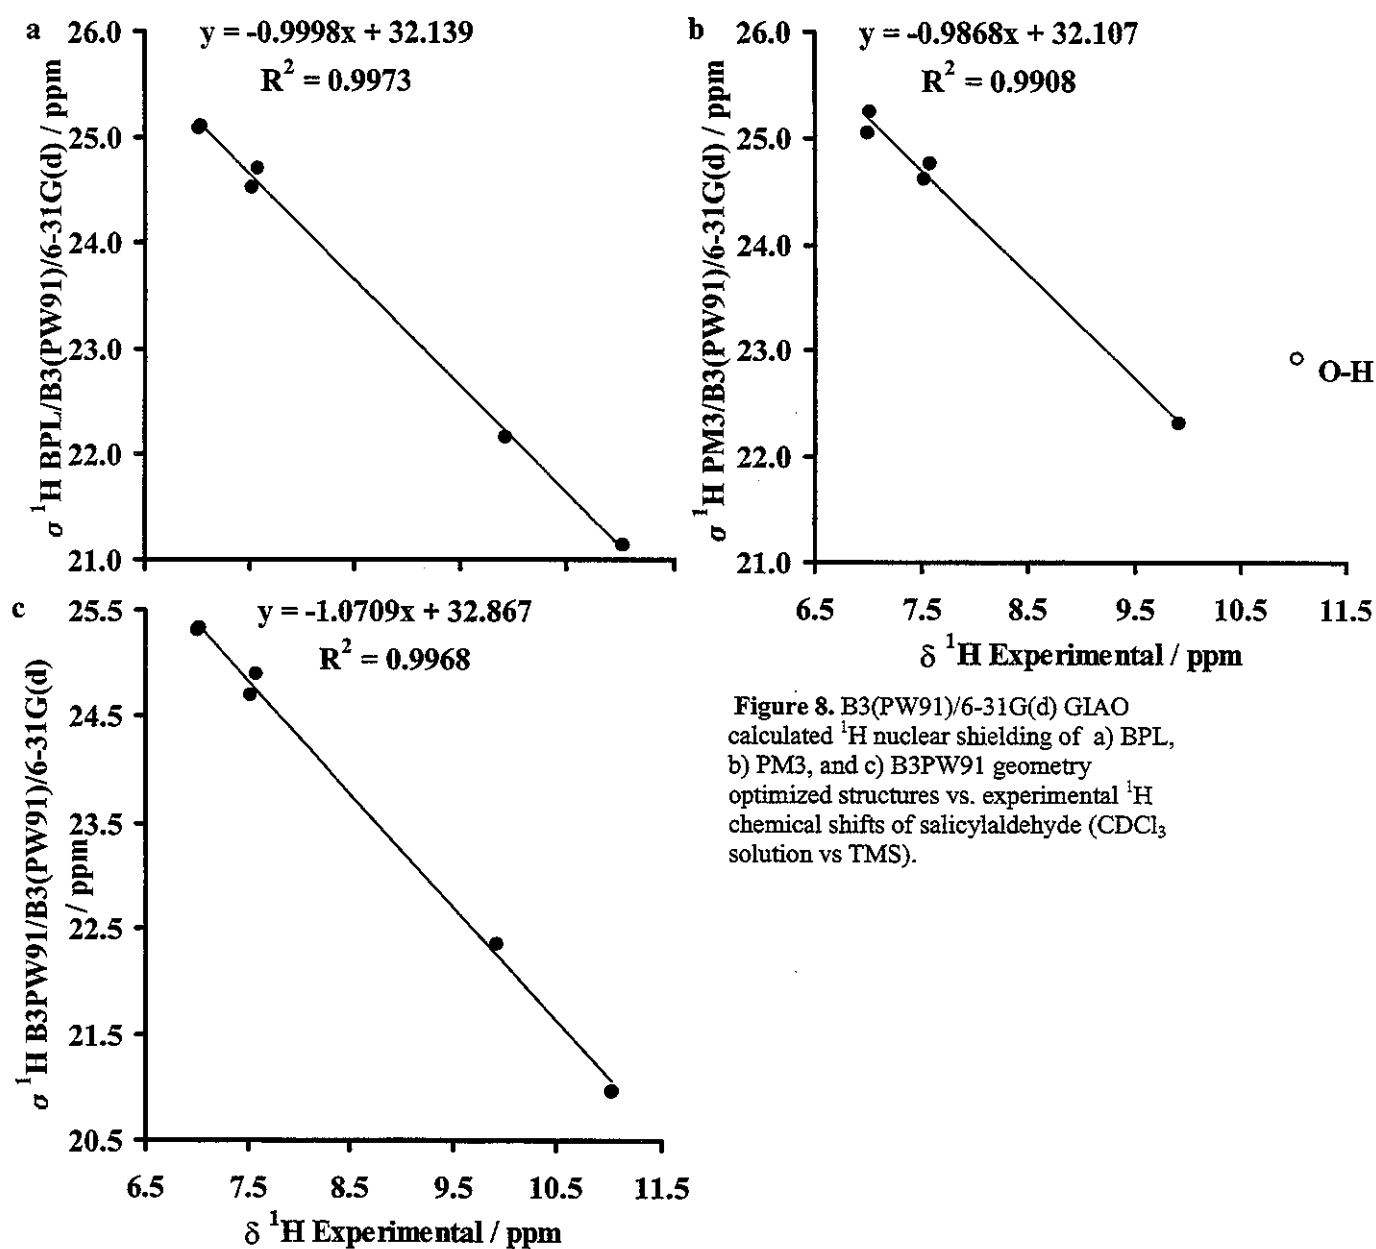 a
y = -0.9998x + 32.139
R² = 0.9973
26.0
25.0
24.0
23.0
22.0
21.0
σ ¹H BPL/B3(PW91)/6-31G(d) / ppm
b
y = -0.9868x + 32.107
R² = 0.9908
26.0
25.0
24.0
23.0
22.0
21.0
σ ¹H PM3/B3(PW91)/6-31G(d) / ppm
O-H
6.5 7.5 8.5 9.5 10.5 11.5
δ ¹H Experimental / ppm
c
y = -1.0709x + 32.867
R² = 0.9968
25.5
24.5
23.5
22.5
21.5
20.5
σ ¹H B3PW91/B3(PW91)/6-31G(d)
/ ppm
6.5 7.5 8.5 9.5 10.5 11.5
δ ¹H Experimental / ppm
Figure 8. B3(PW91)/6-31G(d) GIAO
calculated ¹H nuclear shielding of a) BPL,
b) PM3, and c) B3PW91 geometry
optimized structures vs. experimental ¹H
chemical shifts of salicylaldehyde (CDCl₃
solution vs TMS).